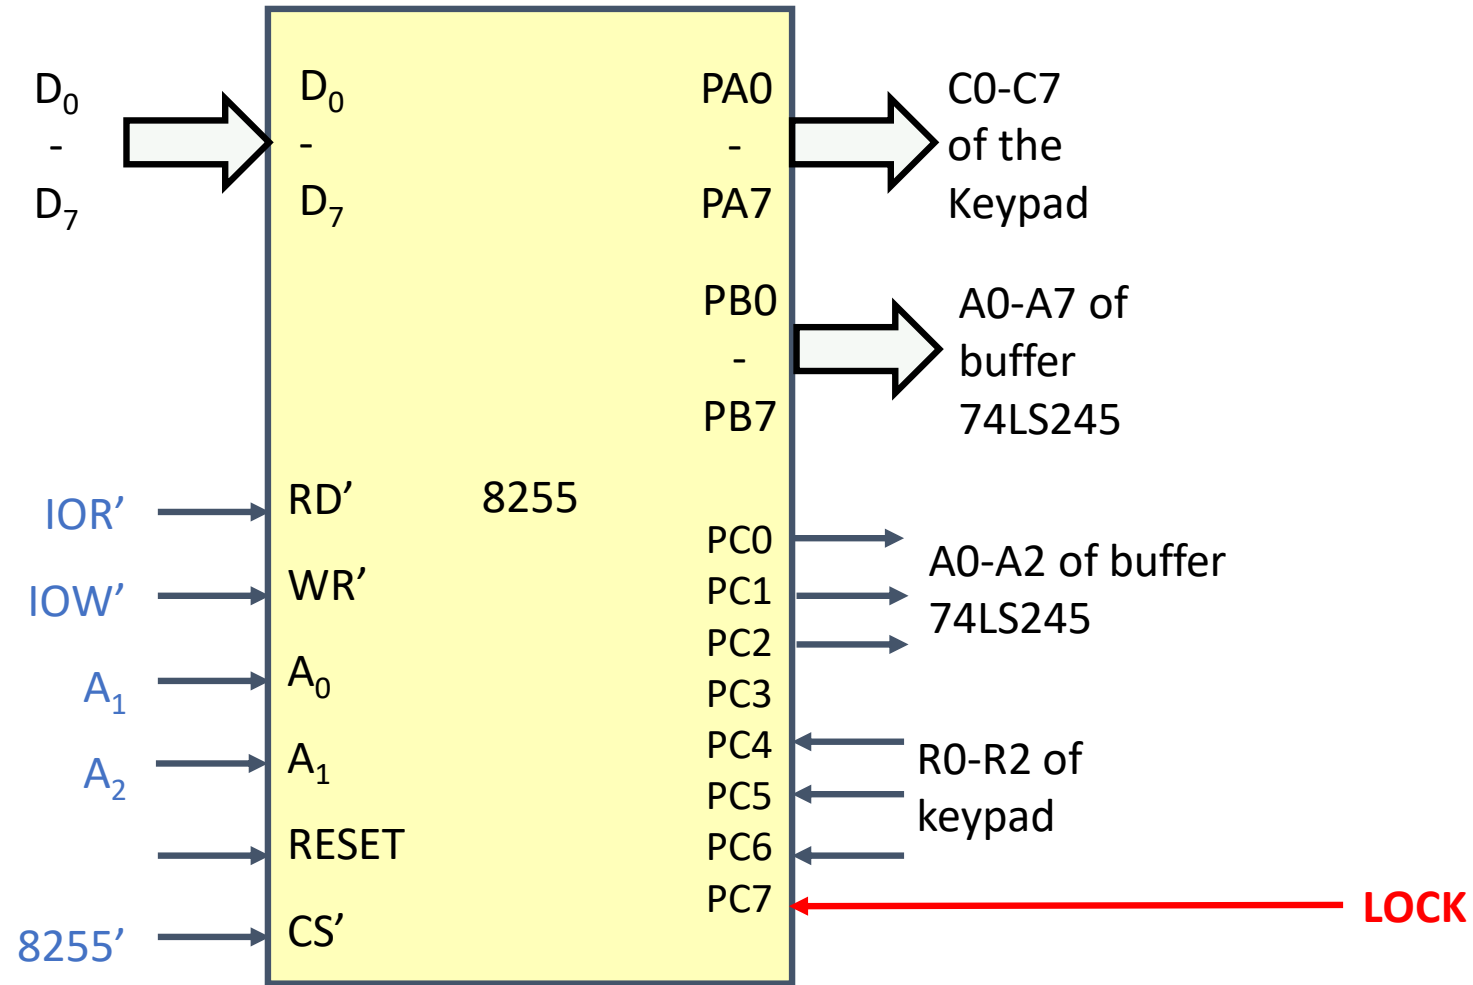 D0
-
D7
D0
-
D7
PA0
-
PA7
C0-C7
of the
Keypad
PB0
-
PB7
A0-A7 of
buffer
74LS245
IOR’
RD’
8255
IOW’
WR’
A1
A0
A2
A1
RESET
8255’
CS’
PC0
PC1
PC2
PC3
PC4
PC5
PC6
PC7
A0-A2 of buffer
74LS245
R0-R2 of
keypad
LOCK